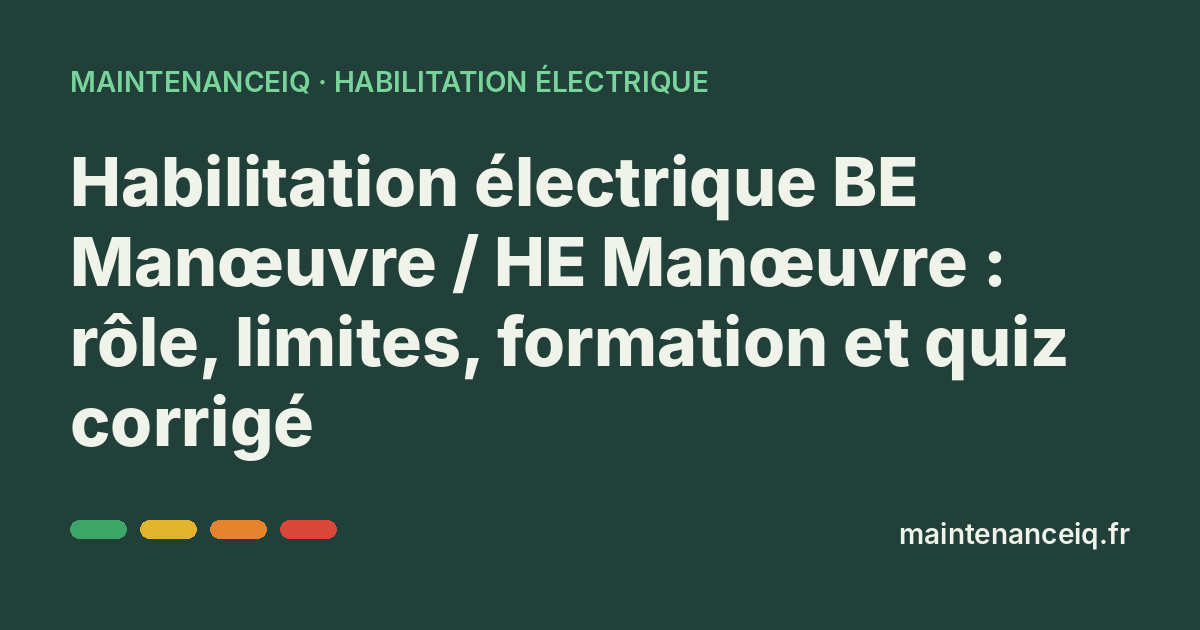 MAINTENANCEIQ · HABILITATION ÉLECTRIQUE
Habilitation électrique BE
Manœuvre / HE Manœuvre :
rôle, limites, formation et quiz
corrigé
maintenanceiq.fr